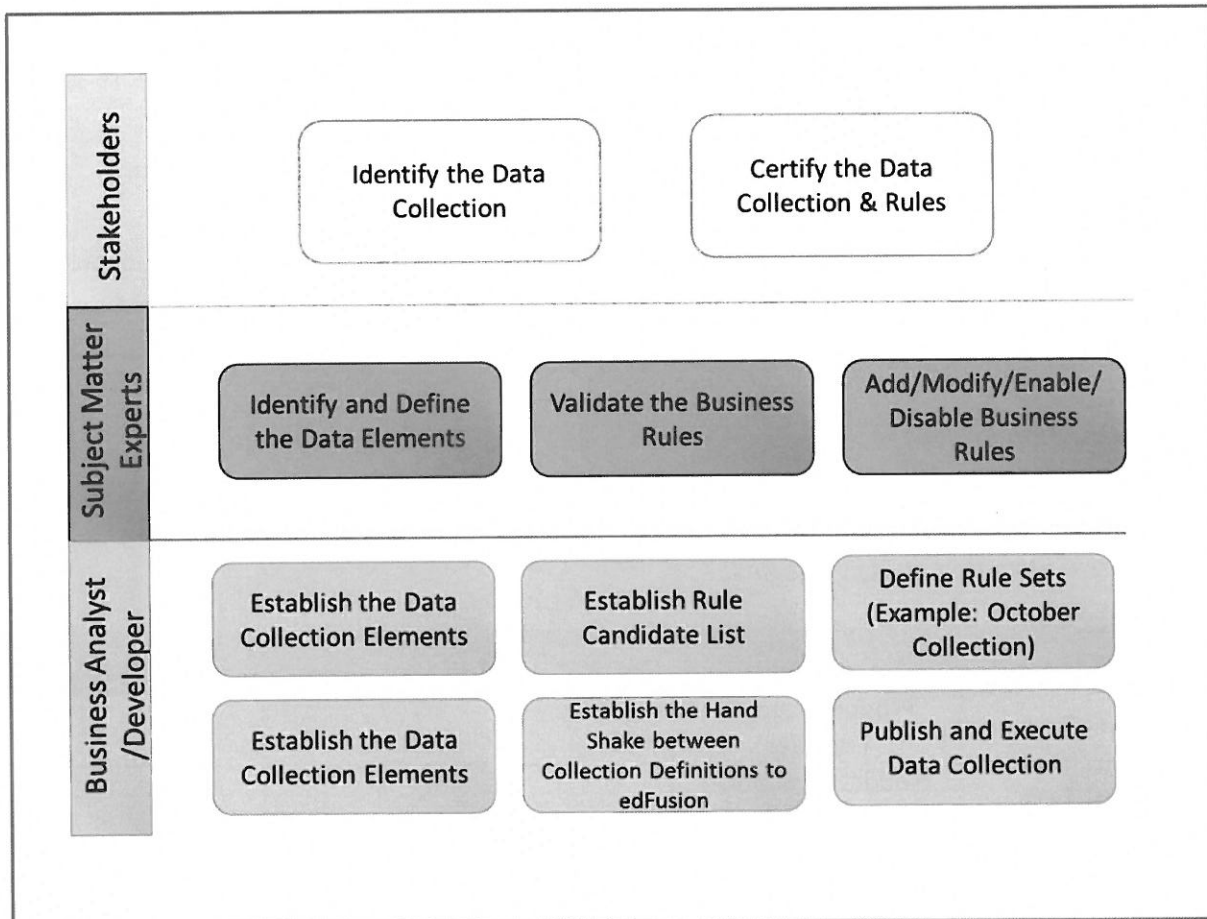 Stakeholders
Identify the Data
Collection
Certify the Data
Collection & Rules
Subject Matter
Experts
Identify and Define
the Data Elements
Validate the Business
Rules
Add/Modify/Enable/
Disable Business
Rules
Business Analyst
/Developer
Establish the Data
Collection Elements
Establish Rule
Candidate List
Define Rule Sets
(Example: October
Collection)
Establish the Data
Collection Elements
Establish the Hand
Shake between
Collection Definitions to
edFusion
Publish and Execute
Data Collection